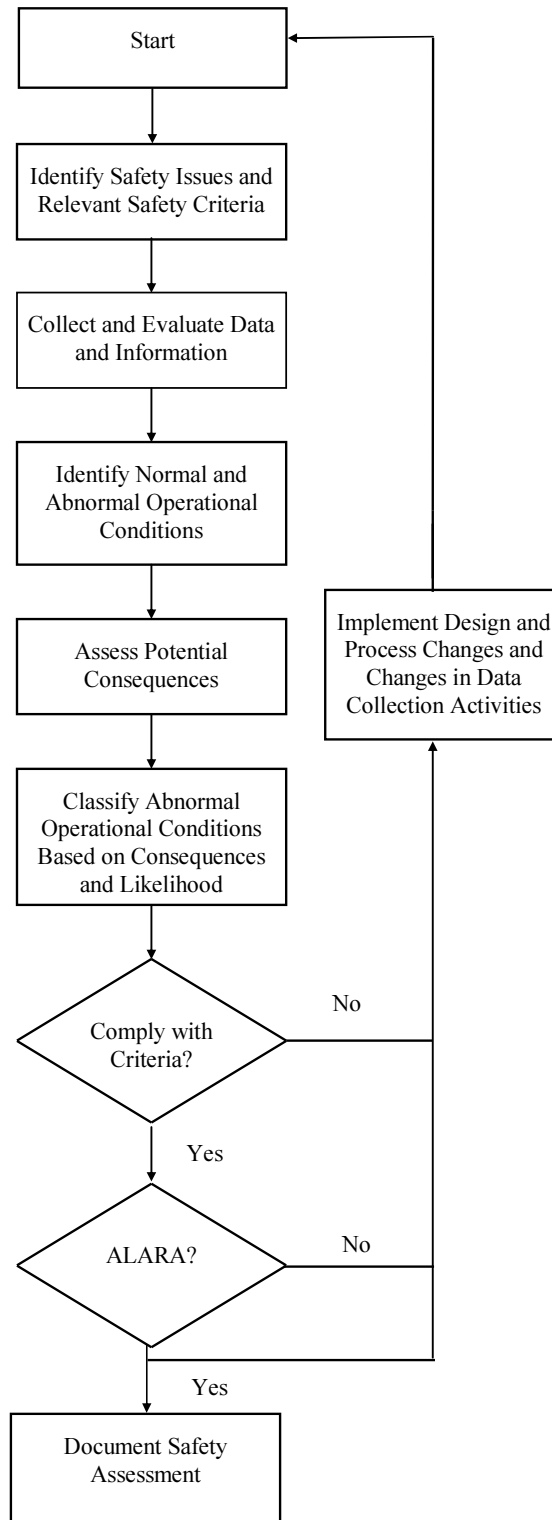 Start
Identify Safety Issues and
Relevant Safety Criteria
Collect and Evaluate Data
and Information
Identify Normal and
Abnormal Operational
Conditions
Implement Design and
Process Changes and
Changes in Data
Collection Activities
Assess Potential
Consequences
Classify Abnormal
Operational Conditions
Based on Consequences
and Likelihood
No
Comply with
Criteria?
Yes
No
ALARA?
Yes
Document Safety
Assessment